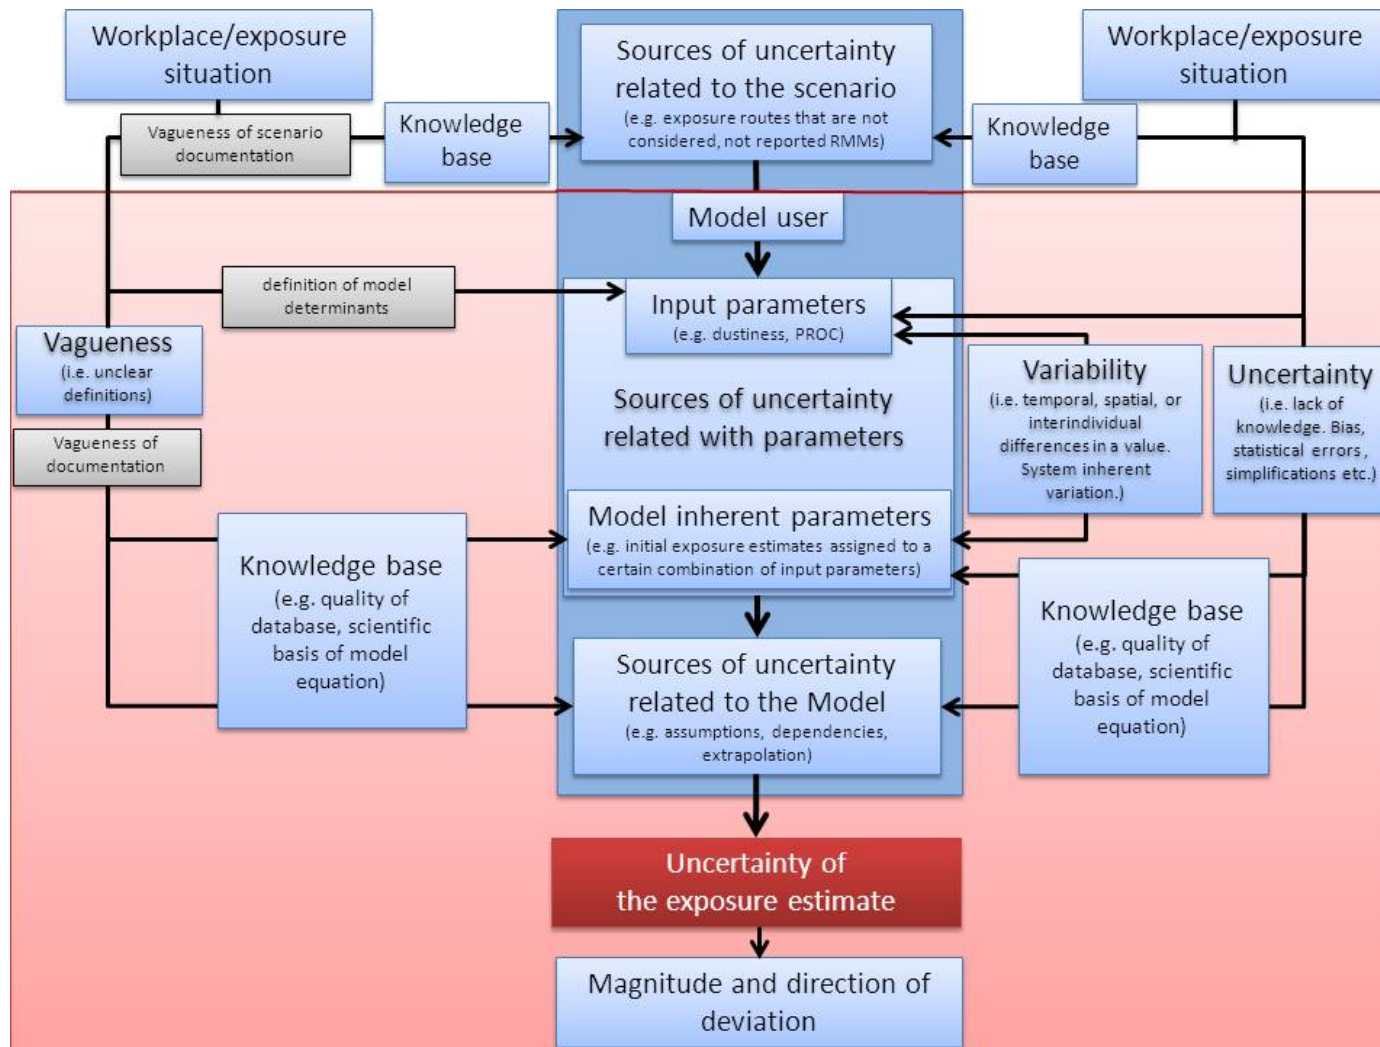 Workplace/exposure
situation
Sources of uncertainty
related to the scenario
(e.g. exposure routes that are not
considered, not reported RMMs)
Workplace/exposure
situation
Vagueness of scenario
documentation
Knowledge
base
Knowledge
base
Model user
definition of model
determinants
Input parameters
(e.g. dustiness, PROC)
Vagueness
(i.e. unclear
definitions)
Sources of uncertainty
related with parameters
Variability
(i.e. temporal, spatial, or
interindividual
differences in a value.
System inherent
variation.)
Uncertainty
(i.e. lack of
knowledge. Bias,
statistical errors,
simplifications etc.)
Vagueness of
documentation
Model inherent parameters
(e.g. initial exposure estimates assigned to a
certain combination of input parameters)
Knowledge base
(e.g. quality of
database, scientific
basis of model
equation)
Knowledge base
(e.g. quality of
database, scientific
basis of model
equation)
Sources of uncertainty
related to the Model
(e.g. assumptions, dependencies,
extrapolation)
Uncertainty of
the exposure estimate
Magnitude and direction of
deviation